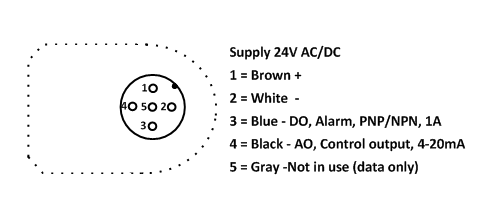 Supply 24V AC/DC
1 = Brown +
2 = White -
3 = Blue - DO, Alarm, PNP/NPN, 1A
4 = Black - AO, Control output, 4-20mA
5 = Gray -Not in use (data only)
1
4 5 2
3